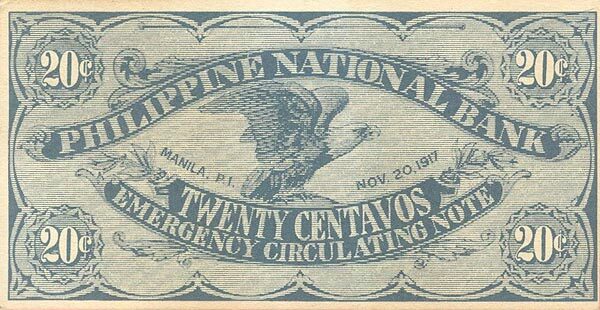 20¢ 20¢
PHILIPPINE NATIONAL BANK
MANILA, P.I. NOV. 20, 1917
TWENTY CENTAVOS
EMERGENCY CIRCULATING NOTE
20¢ 20¢